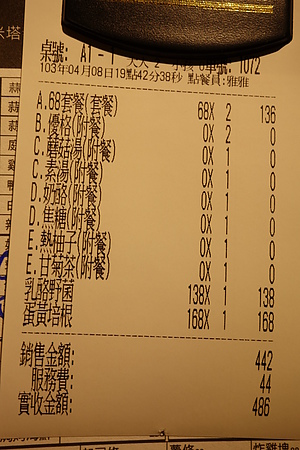 桌號: A1 - 1 大人 2 單號: 1072
103年04月08日19點42分38秒 點餐員:雅雅
A.68套餐(套餐) 68X 2 136
B.優格(附餐) 0X 2 0
C.蘑菇湯(附餐) 0X 1 0
C.素湯(附餐) 0X 1 0
D.奶酪(附餐) 0X 1 0
D.焦糖(附餐) 0X 1 0
E.熱柚子(附餐) 0X 1 0
E.甘菊茶(附餐) 0X 1 0
乳酪野菌 138X 1 138
蛋黃培根 168X 1 168
銷售金額: 442
服務費: 44
實收金額: 486